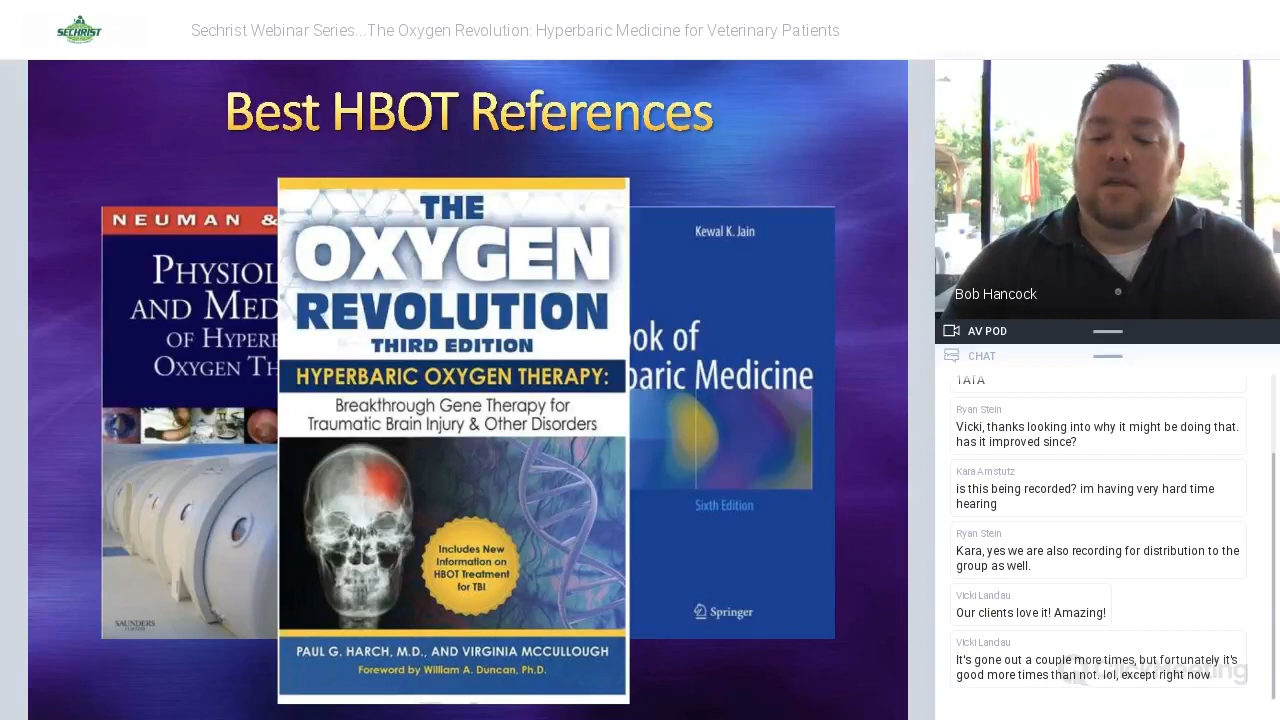 SECHRIST
Sechrist Webinar Series...The Oxygen Revolution: Hyperbaric Medicine for Veterinary Patients
Best HBOT References
NEUMAN &
PHYSIOL
AND MED
OF HYPERB
OXYGEN TH
SAUNDERS
THE
OXYGEN
REVOLUTION
THIRD EDITION
HYPERBARIC OXYGEN THERAPY:
Breakthrough Gene Therapy for
Traumatic Brain Injury & Other Disorders
Includes New
Information on
HBOT Treatment
for TBI
PAUL G. HARCH, M.D., AND VIRGINIA MCCULLOUGH
Foreword by William A. Duncan, Ph.D.
Kewal K. Jain
ook of
baric Medicine
Sixth Edition
Springer
Bob Hancock
AV POD
CHAT
TATA
Ryan Stein
Vicki, thanks looking into why it might be doing that.
has it improved since?
Kara Amstutz
is this being recorded? im having very hard time
hearing
Ryan Stein
Kara, yes we are also recording for distribution to the
group as well.
Vicki Landau
Our clients love it! Amazing!
Vicki Landau
It's gone out a couple more times, but fortunately it's
good more times than not. lol, except right now